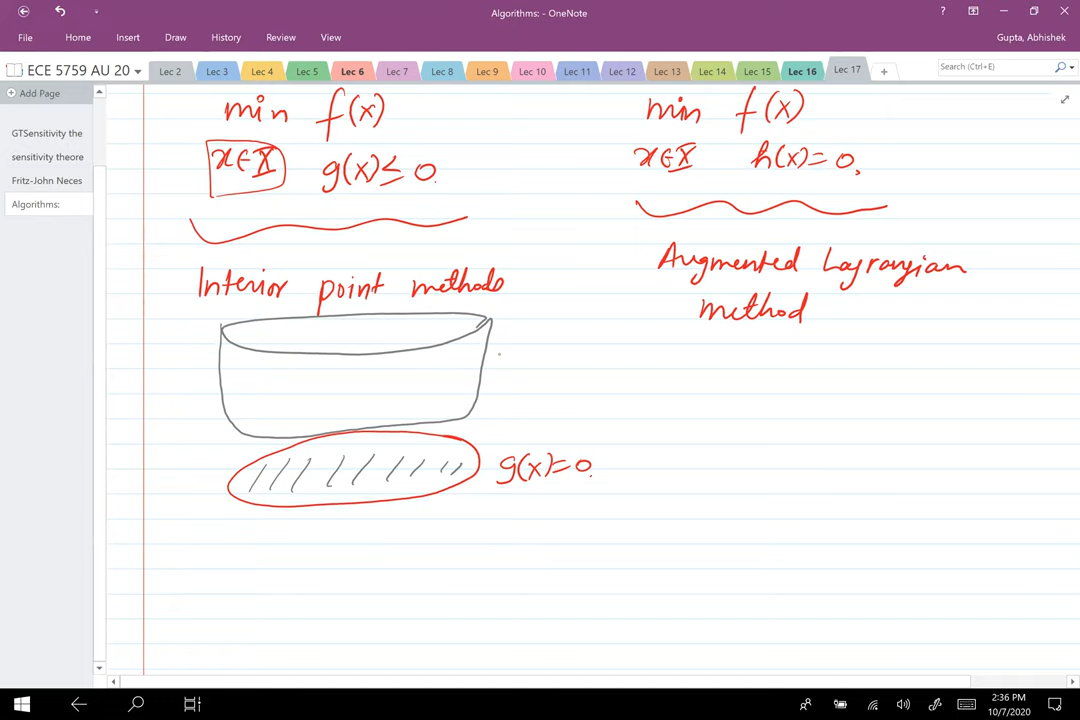 Algorithms: - OneNote
?
File Home Insert Draw History Review View
Gupta, Abhishek
ECE 5759 AU 20
Lec 2 Lec 3 Lec 4 Lec 5 Lec 6 Lec 7 Lec 8 Lec 9 Lec 10 Lec 11 Lec 12 Lec 13 Lec 14 Lec 15 Lec 16 Lec 17 +
Search (Ctrl+E)
Add Page
GTSensitivity the
sensitivity theore
Fritz-John Neces
Algorithms:
min f(x)
x∈X g(x)≤ 0.
Interior point methods
g(x)=0.
min f(x)
x∈X h(x)=0.
Augmented Lagrangian
method
2:36 PM
10/7/2020